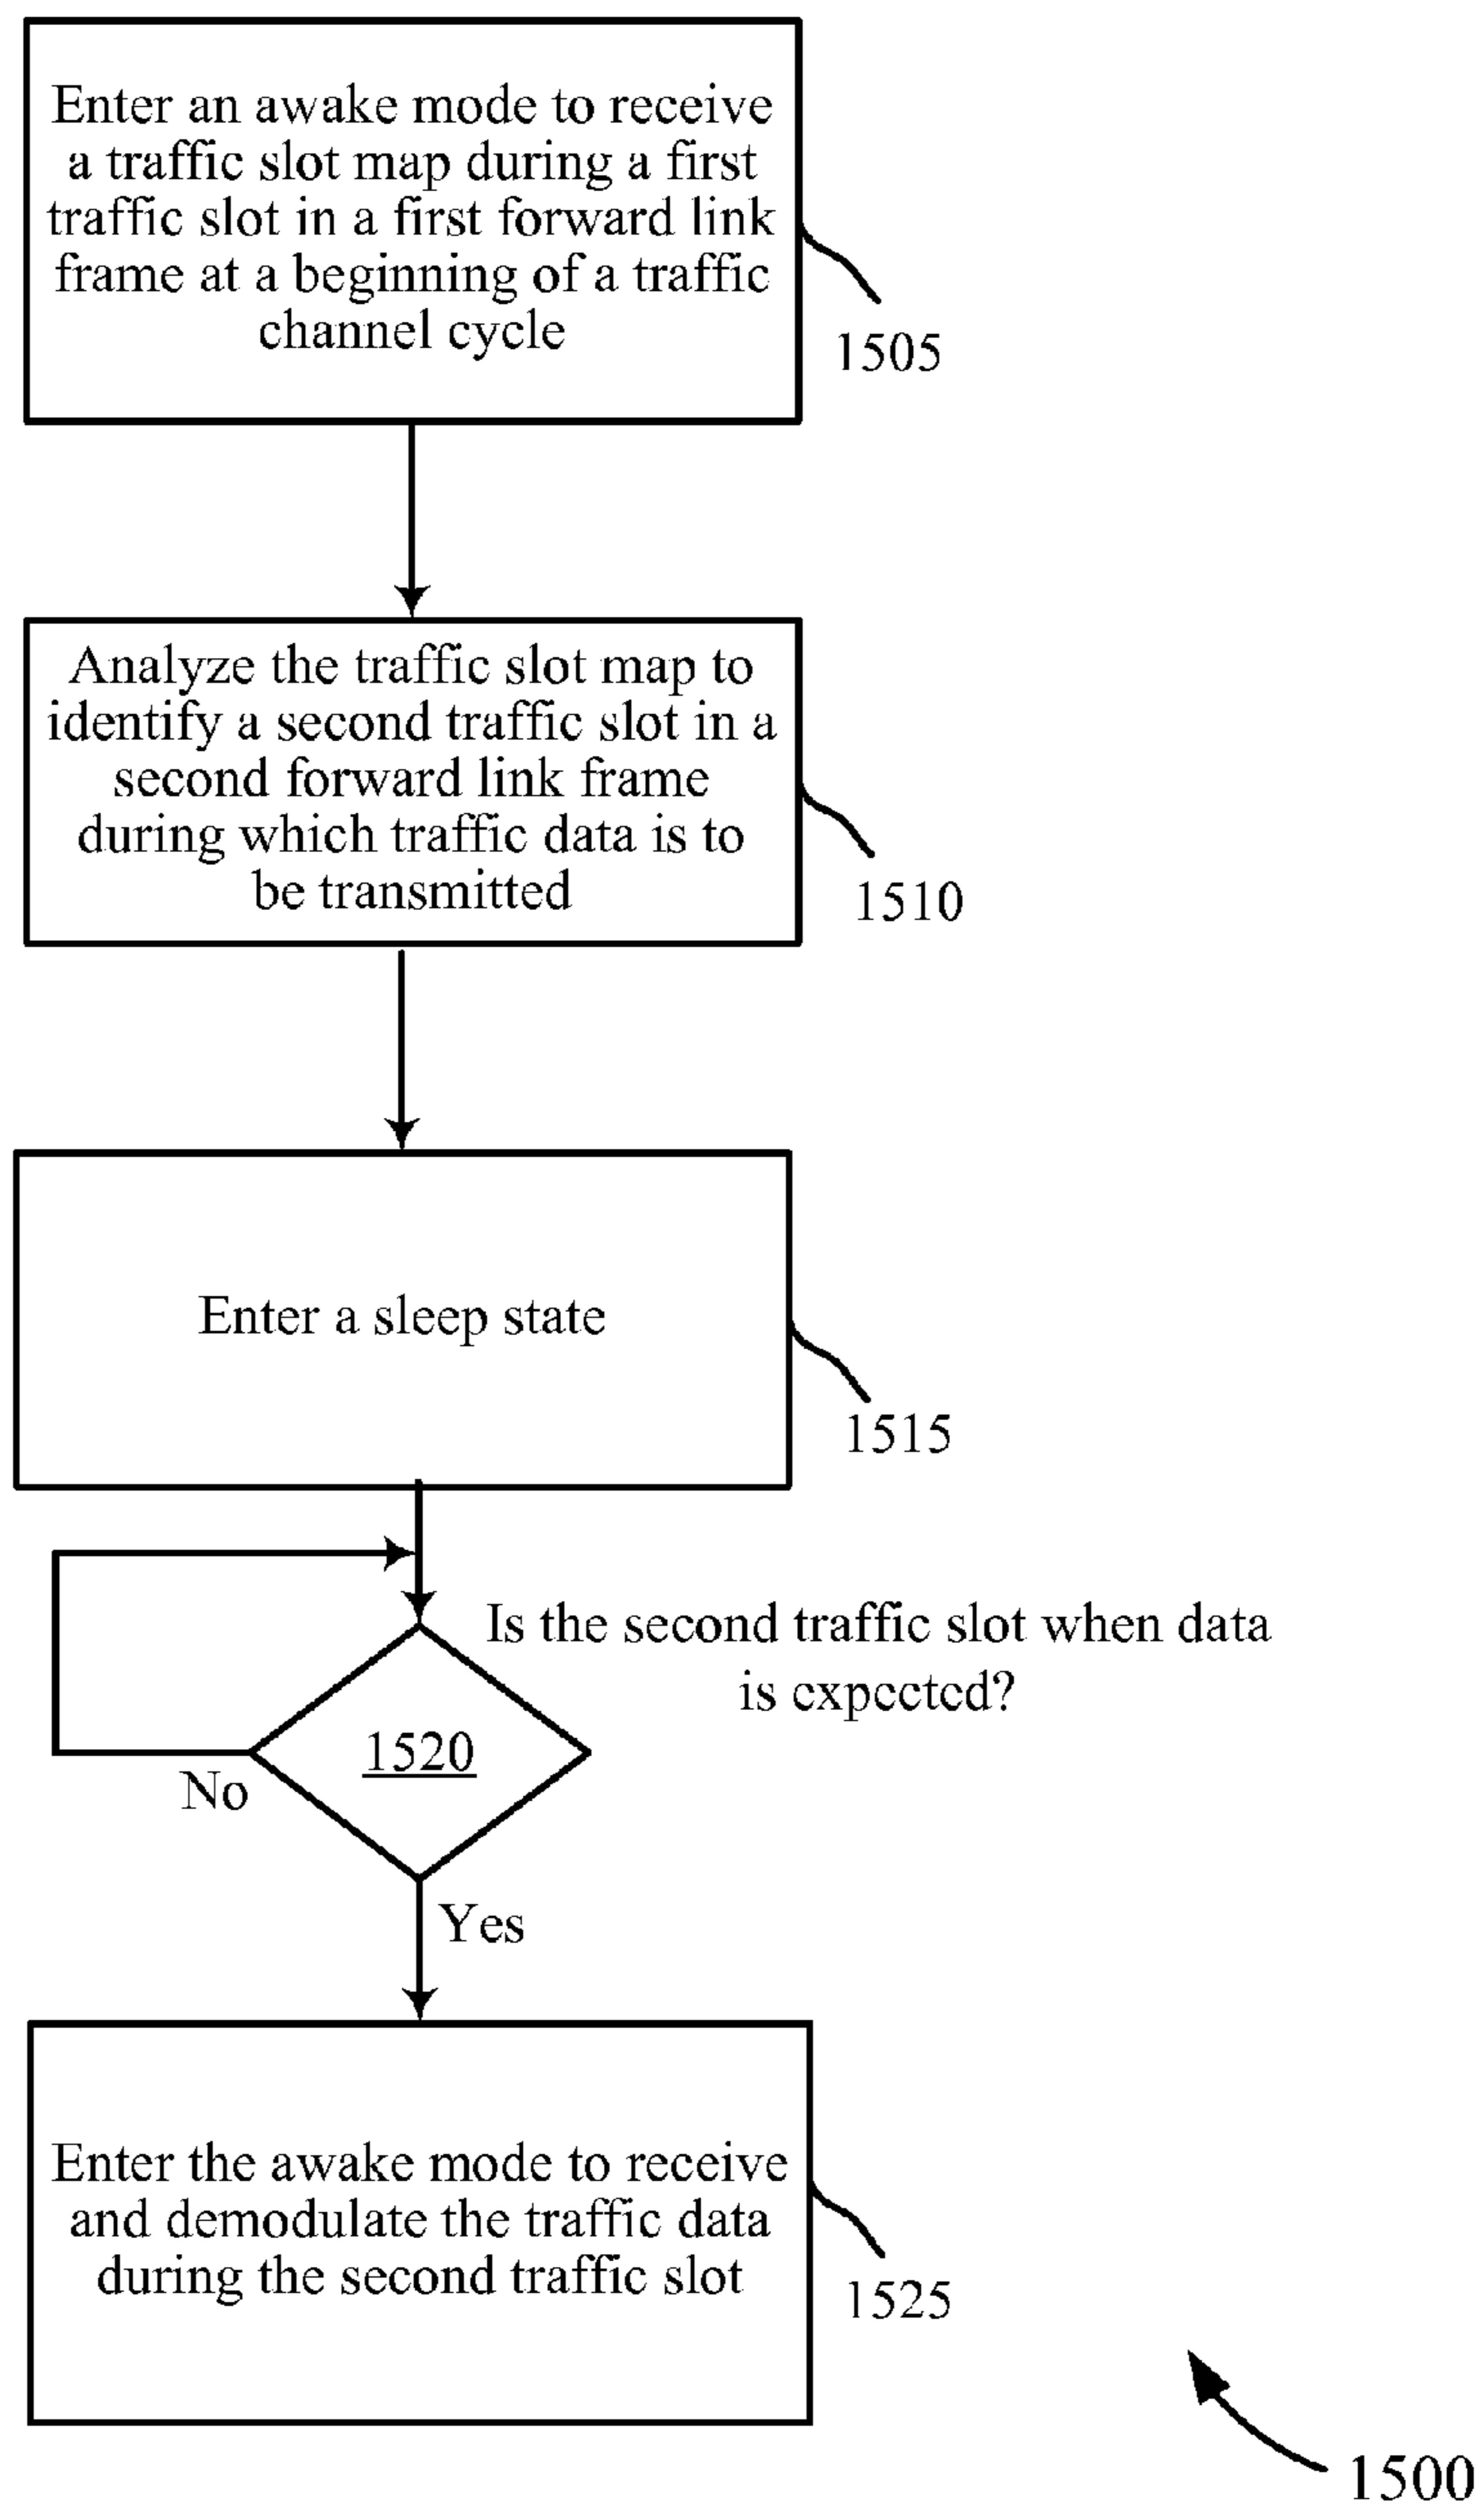 Enter an awake mode to receive
a traffic slot map during a first
traffic slot in a first forward link
frame at a beginning of a traffic
channel cycle
1505
Analyze the traffic slot map to
identify a second traffic slot in a
second forward link frame
during which traffic data is to
be transmitted
1510
Enter a sleep state
1515
Is the second traffic slot when data
is expected?
1520
No
Yes
Enter the awake mode to receive
and demodulate the traffic data
during the second traffic slot
1525
1500